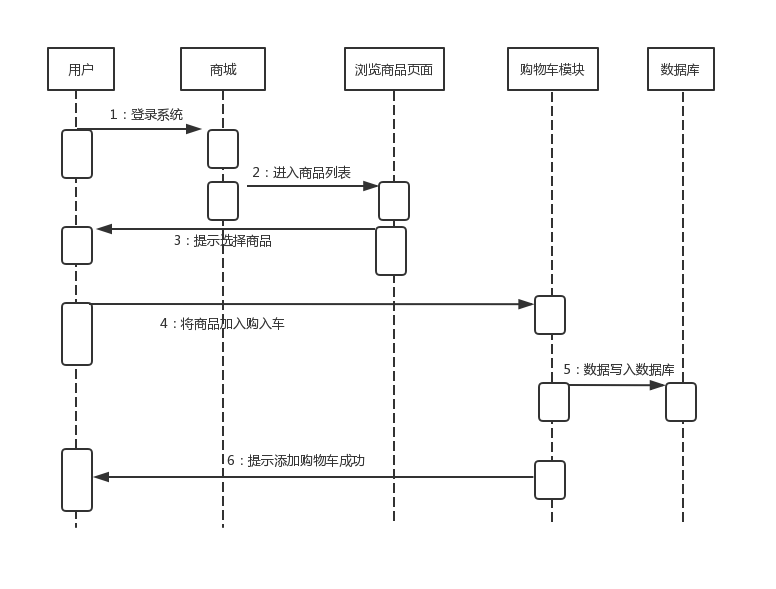 用户
商城
浏览商品页面
购物车模块
数据库
1：登录系统
2：进入商品列表
3：提示选择商品
4：将商品加入购入车
5：数据写入数据库
6：提示添加购物车成功